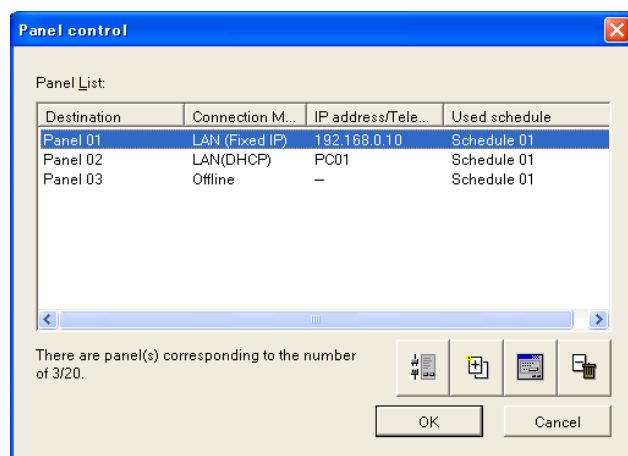 Panel control
Panel List:
Destination Connection M... IP address/Tele... Used schedule
Panel 01 LAN (Fixed IP) 192.168.0.10 Schedule 01
Panel 02 LAN(DHCP) PC01 Schedule 01
Panel 03 Offline — Schedule 01
There are panel(s) corresponding to the number
of 3/20.
OK Cancel